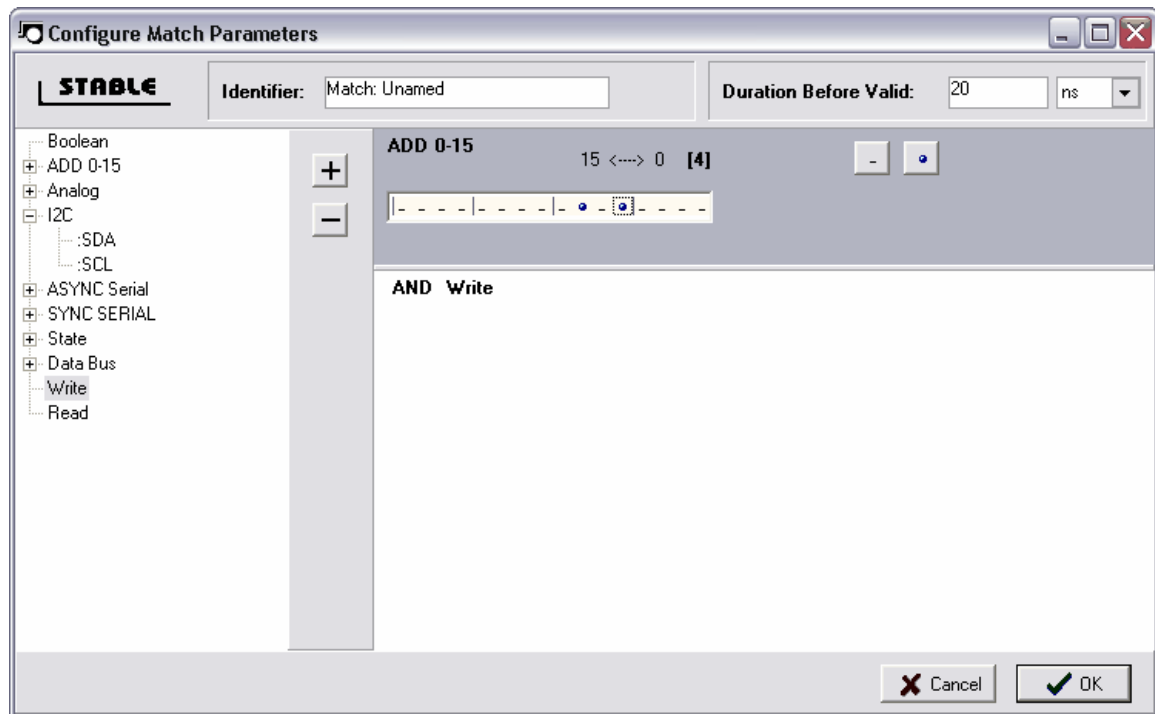 Configure Match Parameters
STABLE
Identifier:
Match: Unnamed
Duration Before Valid:
20
ns
Boolean
ADD 0-15
Analog
I2C
:SDA
:SCL
ASYNC Serial
SYNC SERIAL
State
Data Bus
Write
Read
ADD 0-15
15 <----> 0 [4]
|- - - -|- - - -|- • - •|- - - -
AND Write
Cancel
OK